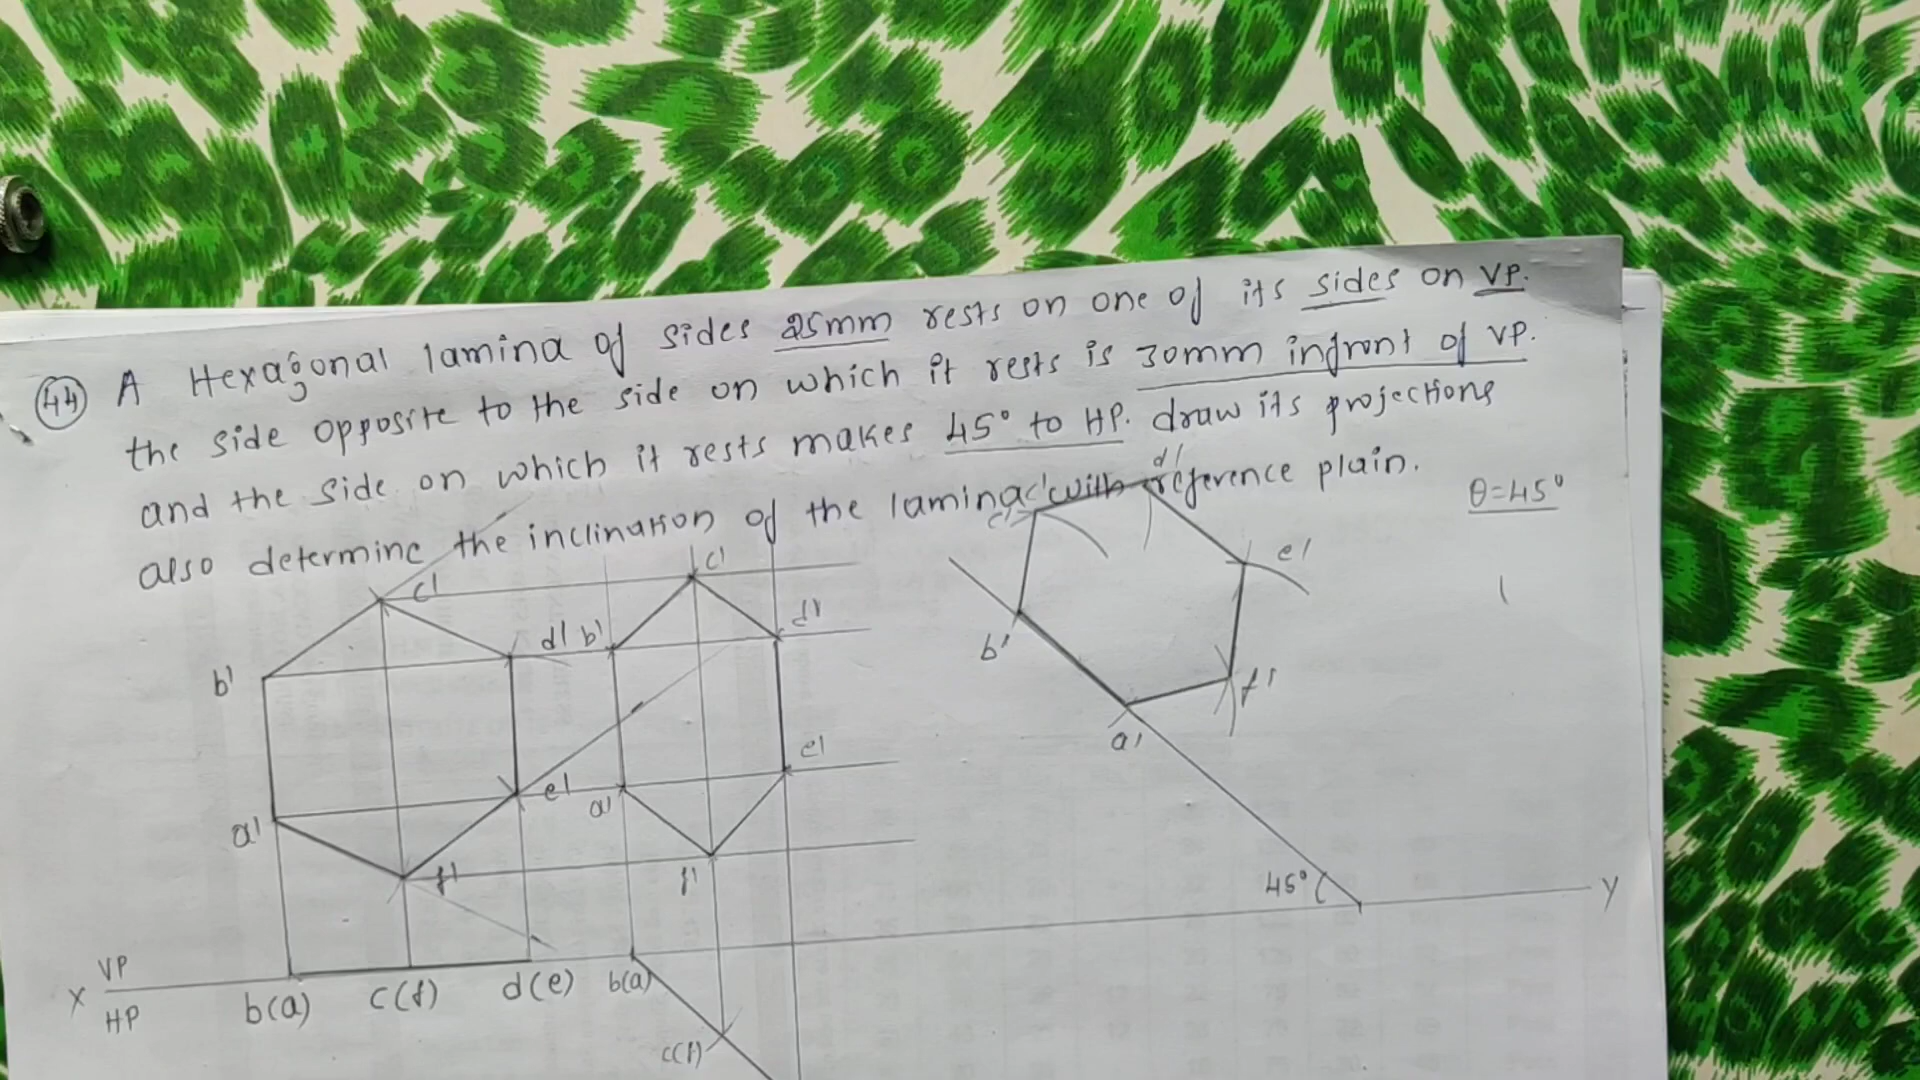 44 A Hexagonal lamina of sides 25mm rests on one of its sides on VP.
the side opposite to the side on which it rests is 30mm infront of VP.
and the side on which it rests makes 45° to HP. draw its projections
also determine the inclination of the lamina with reference plain.
θ=45°
c' d'
c' c' e'
b' d' b' d' b'
f'
a' e' a' e' a'
f' f' 45° y
x VP
HP b(a) c(f) d(e) b(a)
c(f)